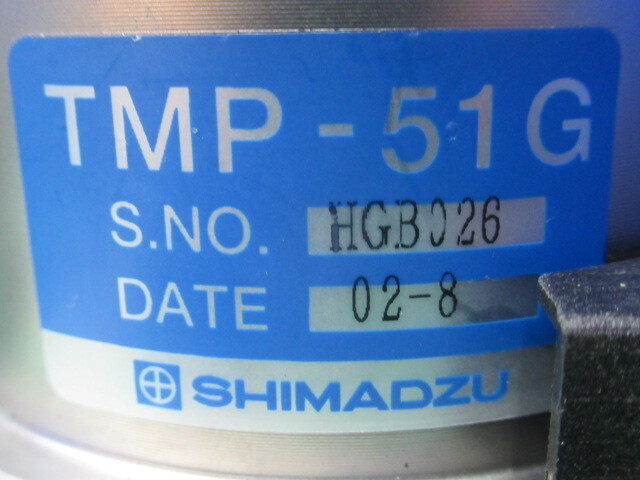 TMP-51G
S.NO. HGB026
DATE 02-8
SHIMADZU